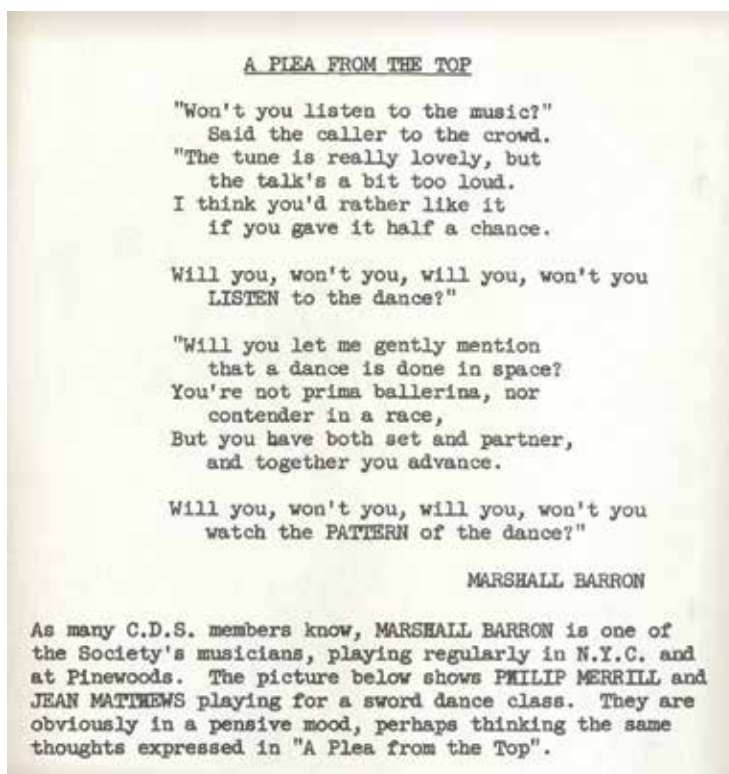 A PLEA FROM THE TOP
"Won't you listen to the music?"
Said the caller to the crowd.
"The tune is really lovely, but
the talk's a bit too loud.
I think you'd rather like it
if you gave it half a chance.
Will you, won't you, will you, won't you
LISTEN to the dance?"
"Will you let me gently mention
that a dance is done in space?
You're not prima ballerina, nor
contender in a race,
But you have both set and partner,
and together you advance.
Will you, won't you, will you, won't you
watch the PATTERN of the dance?"
MARSHALL BARRON
As many C.D.S. members know, MARSHALL BARRON is one of
the Society's musicians, playing regularly in N.Y.C. and
at Pinewoods. The picture below shows PHILIP MERRILL and
JEAN MATTHEWS playing for a sword dance class. They are
obviously in a pensive mood, perhaps thinking the same
thoughts expressed in "A Plea from the Top".